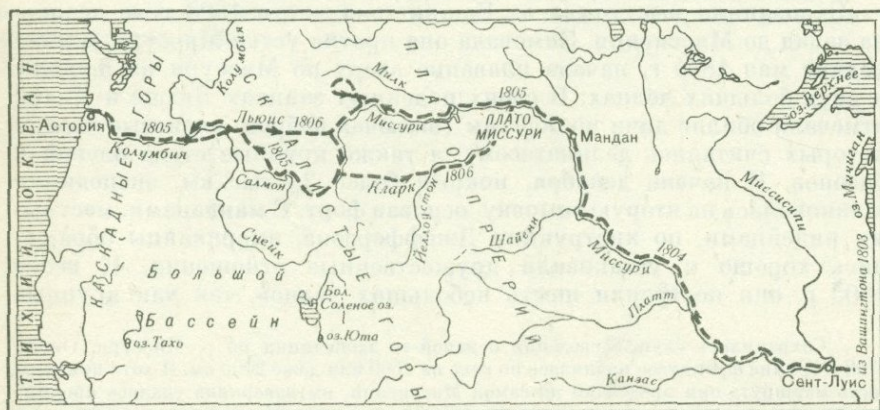 ТИХИЙ ОКЕАН
Астория
1805
Колумбия
Колумбия
КАСКАДНЫЕ ГОРЫ
Льюис 1806
1805
Салмон
Снейк
Большой
Бассейн
оз. Тахо
Бол.
Соленое оз.
оз. Юта
СКАЛИСТЫЕ ГОРЫ
Миссури
1805
ПЛАТО
МИССУРИ
Кларк
1806
Йеллоустон
ПРЕРИИ
Мандан
Шайенн
Миссури 1804
Платт
Канзас
Миссисипи
оз. Верхнее
оз. Мичиган
из Вашингтона 1803
Сент-Луис